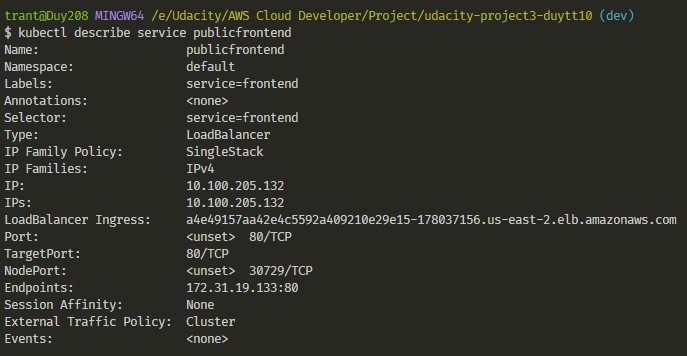 trant@Duy208 MINGW64 /e/Udacity/AWS Cloud Developer/Project/udacity-project3-duytt10 (dev)
$ kubectl describe service publicfrontend
Name:                     publicfrontend
Namespace:                default
Labels:                   service=frontend
Annotations:              <none>
Selector:                 service=frontend
Type:                     LoadBalancer
IP Family Policy:         SingleStack
IP Families:              IPv4
IP:                       10.100.205.132
IPs:                      10.100.205.132
LoadBalancer Ingress:     a4e49157aa42e4c5592a409210e29e15-178037156.us-east-2.elb.amazonaws.com
Port:                     <unset>  80/TCP
TargetPort:               80/TCP
NodePort:                 <unset>  30729/TCP
Endpoints:                172.31.19.133:80
Session Affinity:         None
External Traffic Policy:  Cluster
Events:                   <none>